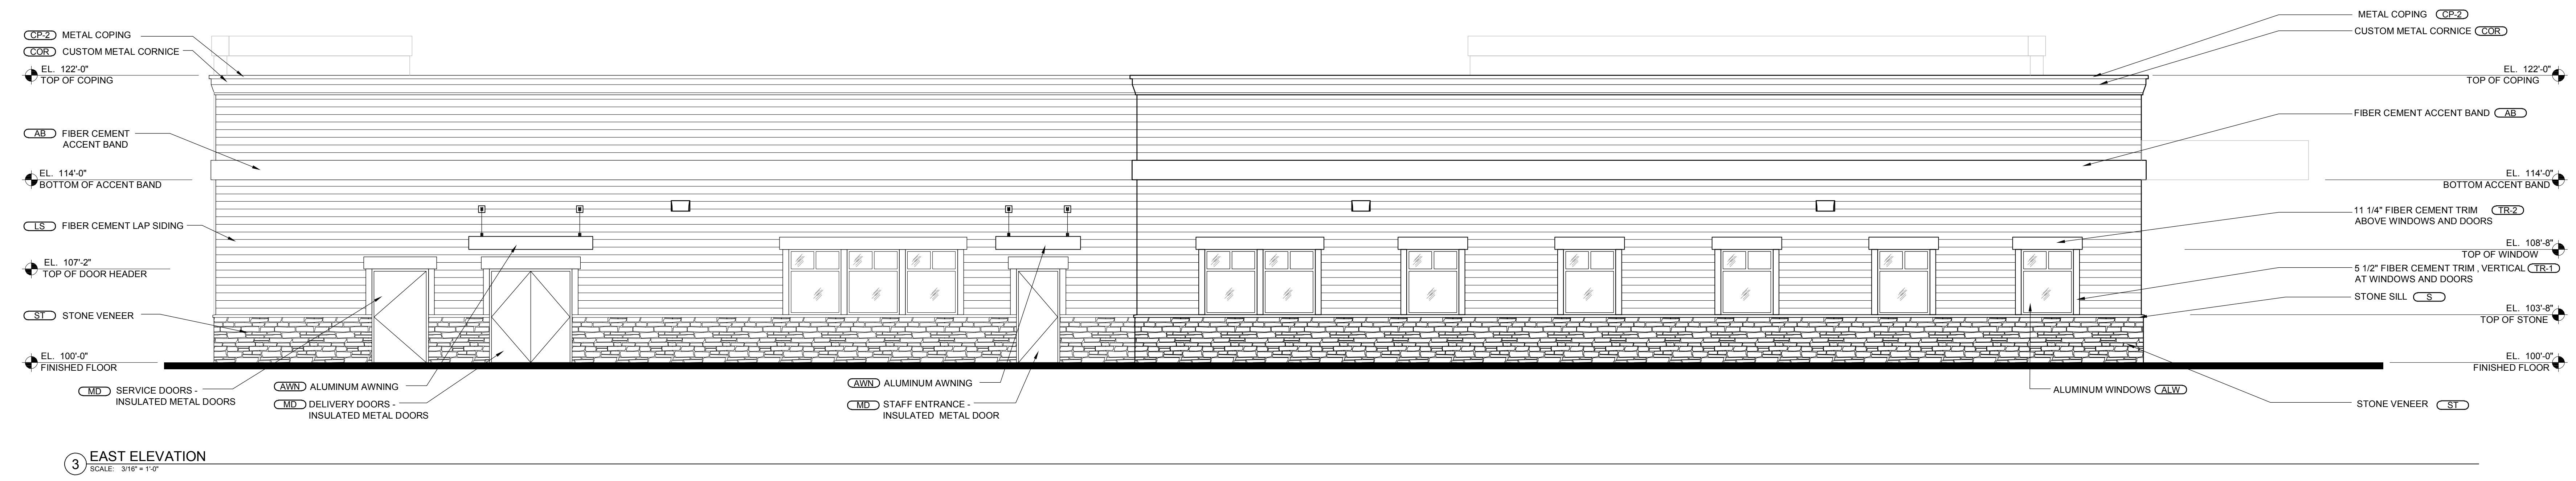 CP-2 METAL COPING
COR CUSTOM METAL CORNICE
EL. 122'-0"
TOP OF COPING
AB FIBER CEMENT
ACCENT BAND
EL. 114'-0"
BOTTOM OF ACCENT BAND
LS FIBER CEMENT LAP SIDING
EL. 107'-2"
TOP OF DOOR HEADER
ST STONE VENEER
EL. 100'-0"
FINISHED FLOOR
MD SERVICE DOORS -
INSULATED METAL DOORS
AWN ALUMINUM AWNING
MD DELIVERY DOORS -
INSULATED METAL DOORS
AWN ALUMINUM AWNING
MD STAFF ENTRANCE -
INSULATED METAL DOOR
METAL COPING CP-2
CUSTOM METAL CORNICE COR
EL. 122'-0"
TOP OF COPING
FIBER CEMENT ACCENT BAND AB
EL. 114'-0"
BOTTOM ACCENT BAND
11 1/4" FIBER CEMENT TRIM TR-2
ABOVE WINDOWS AND DOORS
EL. 108'-8"
TOP OF WINDOW
5 1/2" FIBER CEMENT TRIM , VERTICAL TR-1
AT WINDOWS AND DOORS
STONE SILL S
EL. 103'-8"
TOP OF STONE
EL. 100'-0"
FINISHED FLOOR
ALUMINUM WINDOWS ALW
STONE VENEER ST
3 EAST ELEVATION
SCALE: 3/16" = 1'-0"